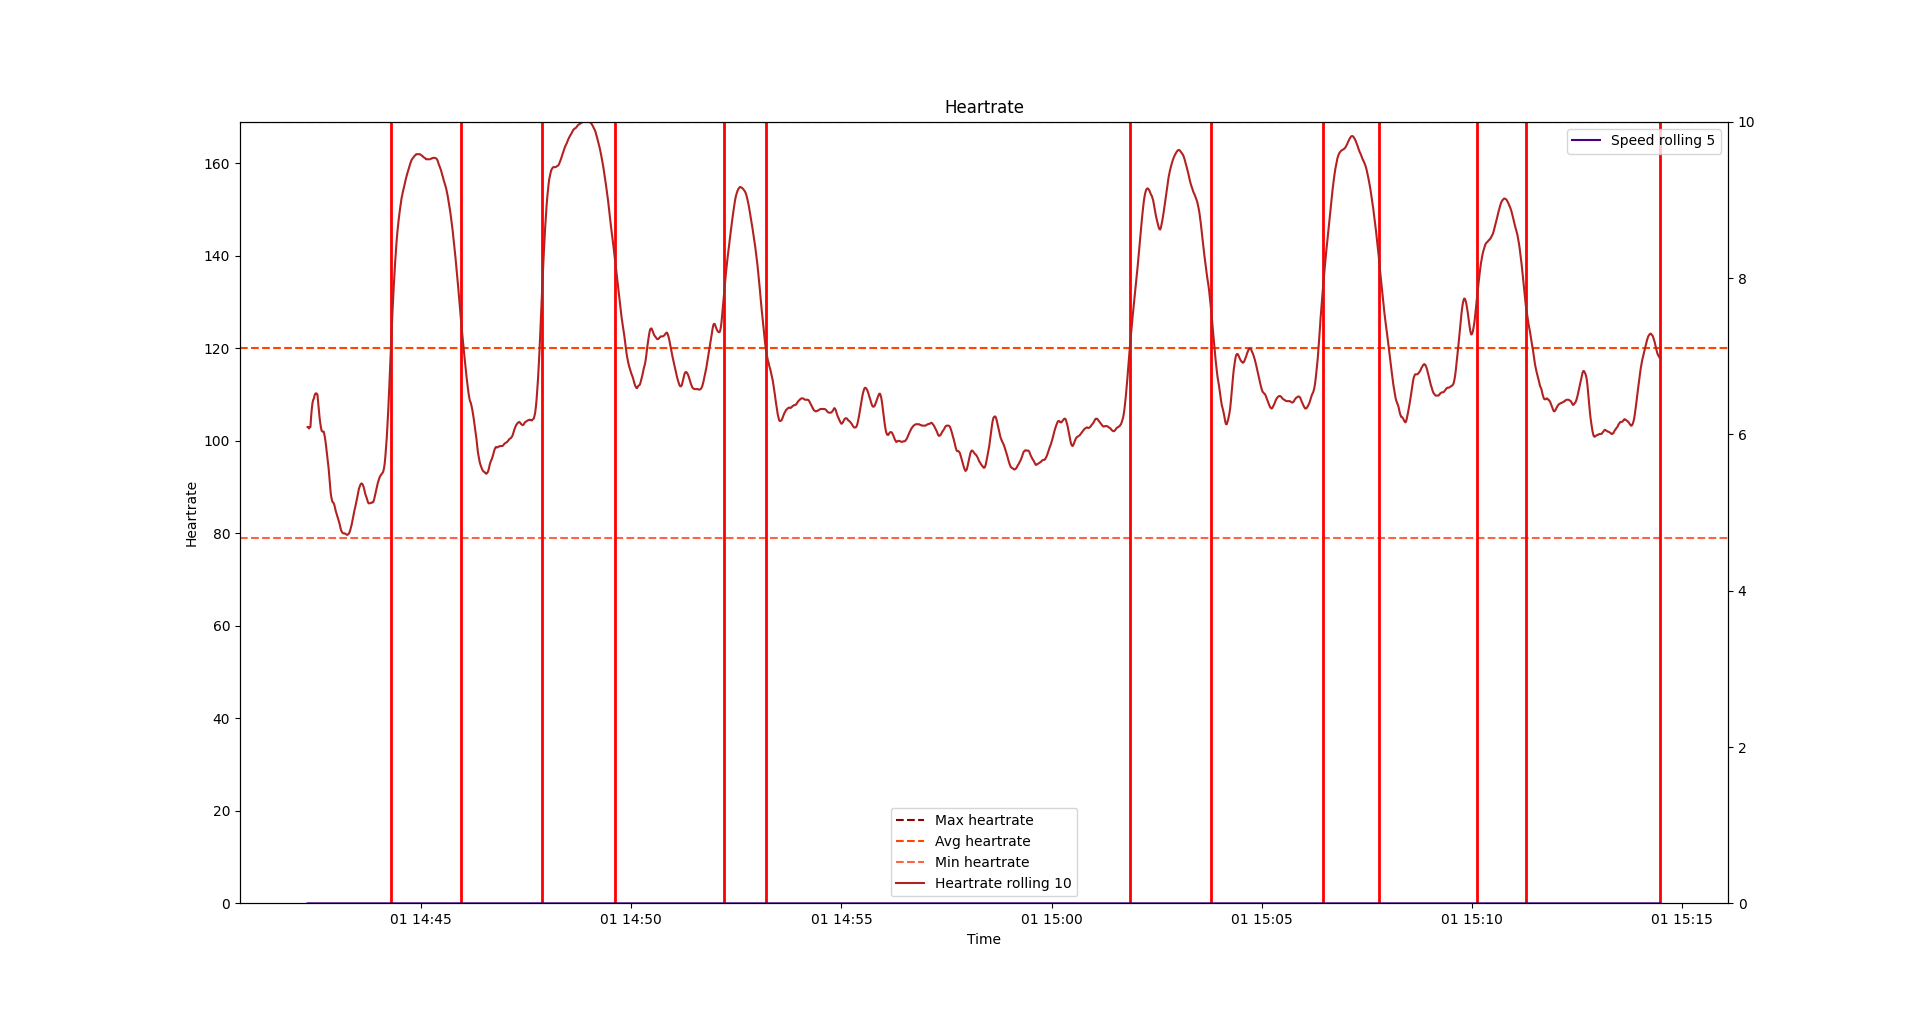 Heartrate
Speed rolling 5
160
140
120
100
80
60
40
20
0
Heartrate
10
8
6
4
2
0
Max heartrate
Avg heartrate
Min heartrate
Heartrate rolling 10
01 14:45
01 14:50
01 14:55
01 15:00
01 15:05
01 15:10
01 15:15
Time